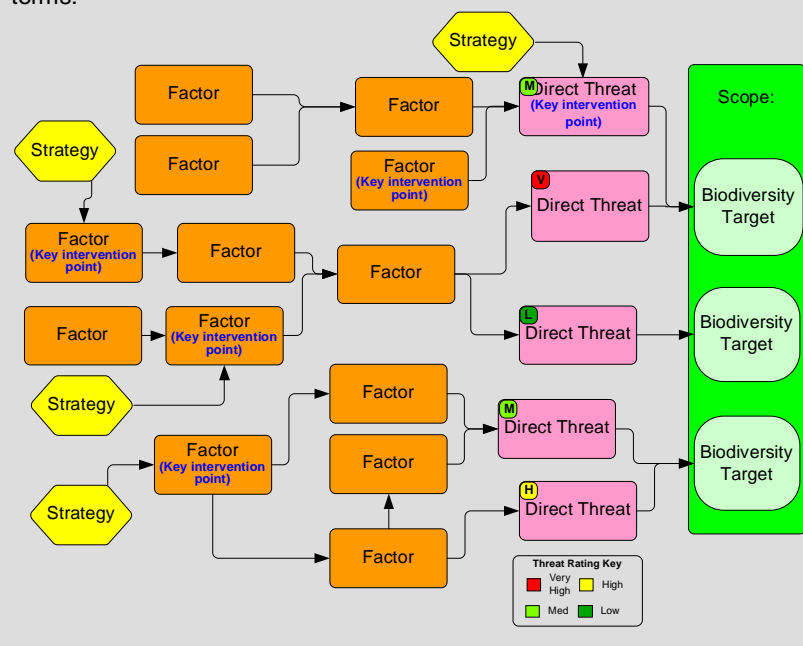 terms.
Strategy
Factor
Factor
M
Direct Threat
(Key intervention
point)
Scope:
Factor
Strategy
Factor
(Key intervention
point)
V
Direct Threat
Biodiversity
Target
Factor
(Key intervention
point)
Factor
Factor
Factor
Factor
(Key intervention
point)
L
Direct Threat
Biodiversity
Target
Strategy
Factor
M
Direct Threat
Factor
(Key intervention
point)
Factor
Biodiversity
Target
Strategy
H
Direct Threat
Factor
Threat Rating Key
Very
High
High
Med
Low